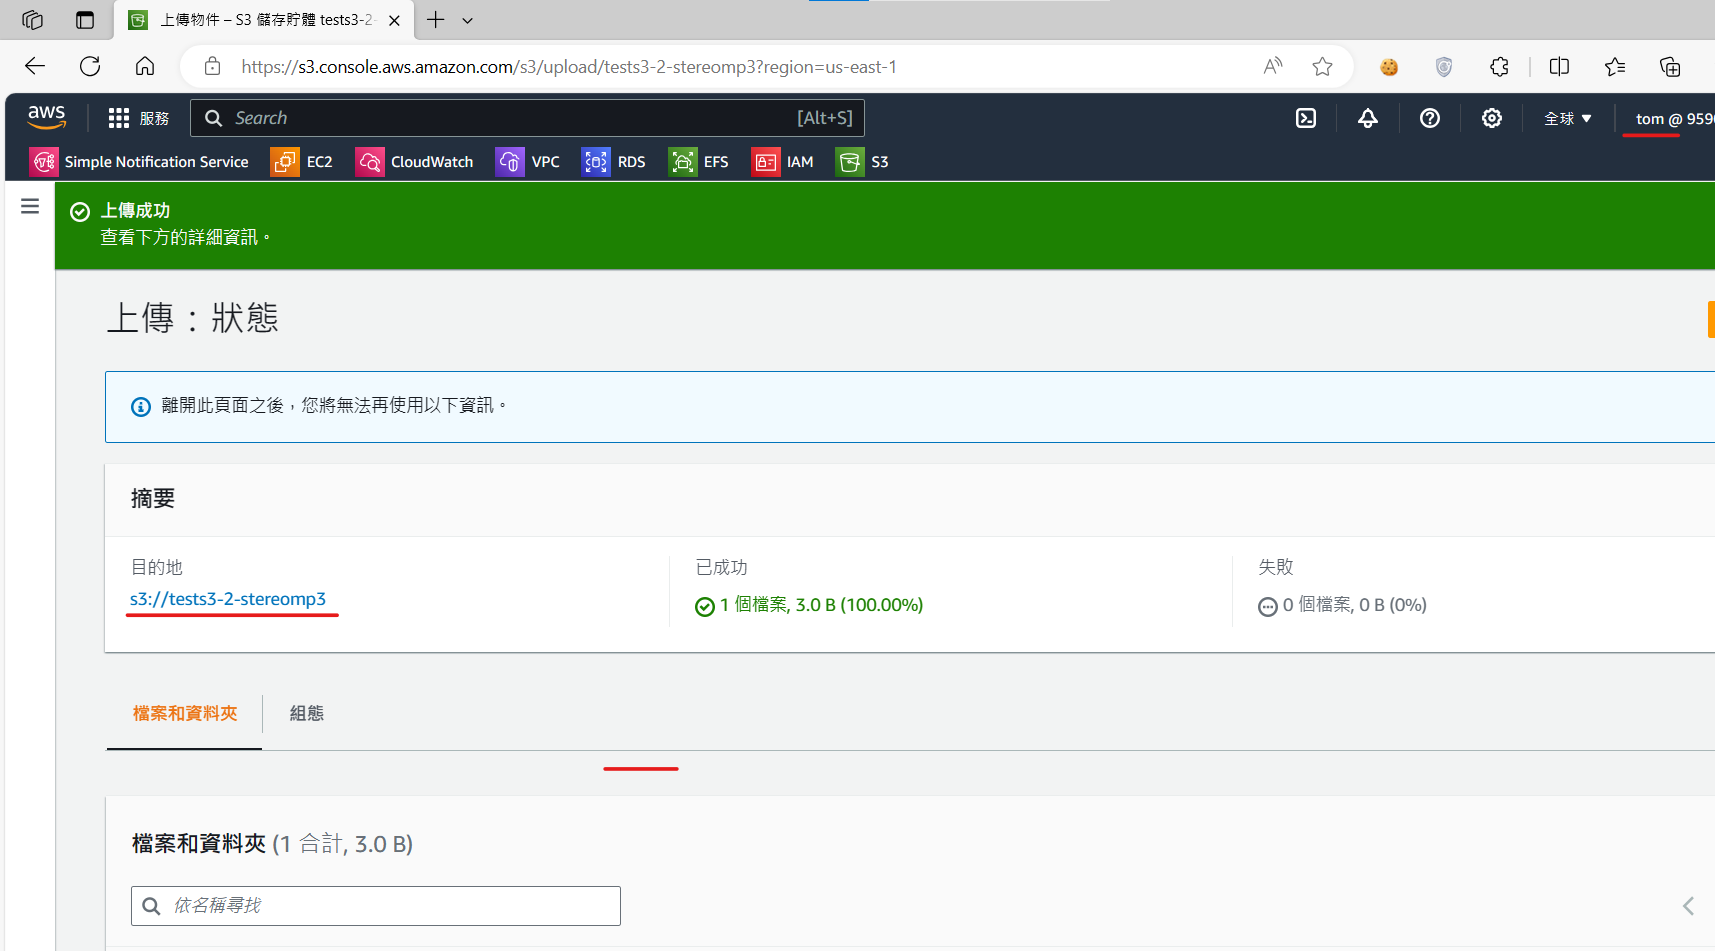 上傳物件 – S3 儲存貯體 tests3-2-
https://s3.console.aws.amazon.com/s3/upload/tests3-2-stereomp3?region=us-east-1
aws
服務
Search
[Alt+S]
全球
tom @ 959
Simple Notification Service
EC2
CloudWatch
VPC
RDS
EFS
IAM
S3
上傳成功
查看下方的詳細資訊。
上傳：狀態
離開此頁面之後，您將無法再使用以下資訊。
摘要
目的地
s3://tests3-2-stereomp3
已成功
1 個檔案, 3.0 B (100.00%)
失敗
0 個檔案, 0 B (0%)
檔案和資料夾
組態
檔案和資料夾 (1 合計, 3.0 B)
依名稱尋找